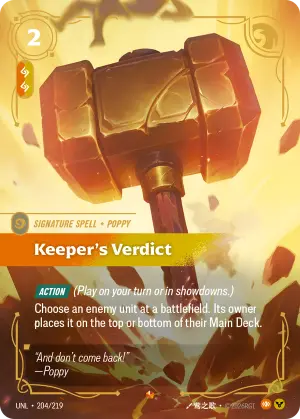 2
SIGNATURE SPELL • POPPY
Keeper's Verdict
ACTION (Play on your turn or in showdowns.)
Choose an enemy unit at a battlefield. Its owner
places it on the top or bottom of their Main Deck.
"And don't come back!"
—Poppy
UNL • 204/219